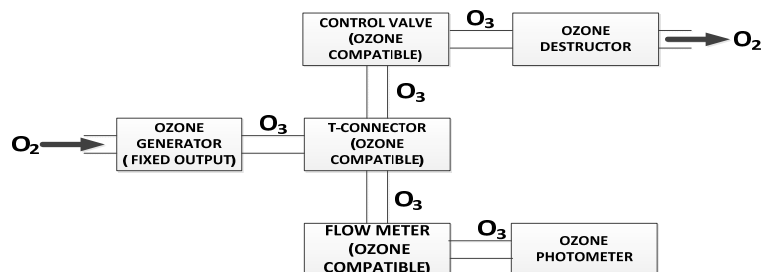 CONTROL VALVE
(OZONE
COMPATIBLE)
O₃
OZONE
DESTRUCTOR
O₂
O₃
O₂
OZONE
GENERATOR
( FIXED OUTPUT)
O₃
T-CONNECTOR
(OZONE
COMPATIBLE)
O₃
FLOW METER
(OZONE
COMPATIBLE)
O₃
OZONE
PHOTOMETER